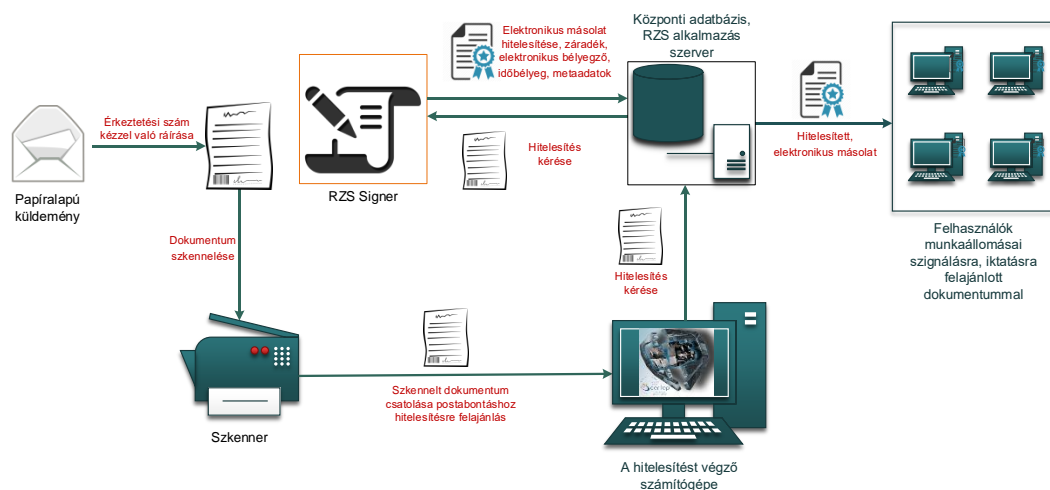 Központi adatbázis,
RZS alkalmazás
szerver
Elektronikus másolat
hitelesítése, záradék,
elektronikus bélyegző,
időbélyeg, metaadatok
Érkeztetési szám
kézzel való ráírása
Hitelesítés
kérése
Hitelesített,
elektronikus másolat
Papíralapú
küldemény
RZS Signer
Felhasználók
munkaállomásai
szignálásra, iktatásra
felajánlott
dokumentummal
Dokumentum
szkennelése
Hitelesítés
kérése
Szkennelt dokumentum
csatolása postabontáshoz
hitelesítésre felajánlás
Szkenner
A hitelesítést végző
számítógépe